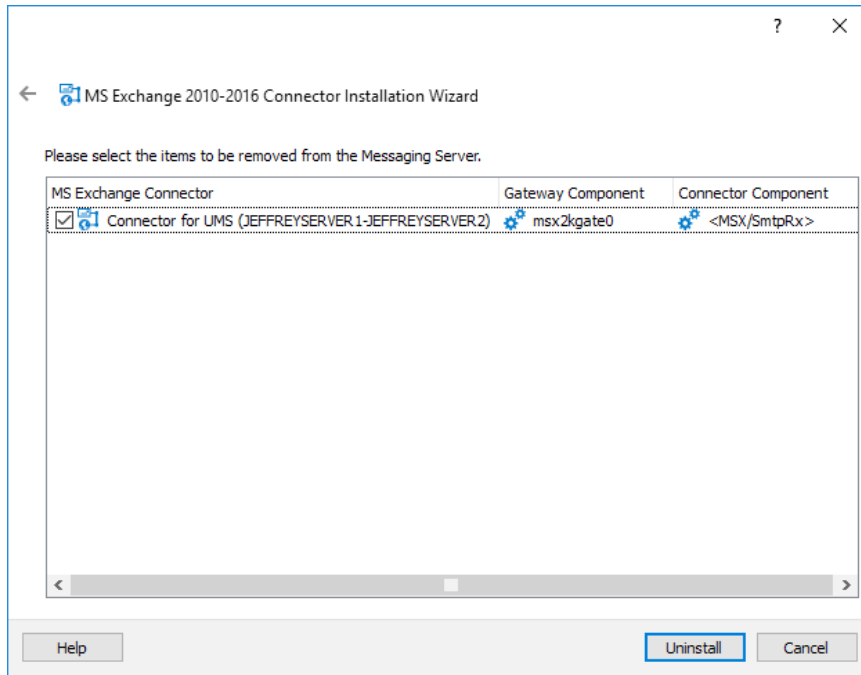 ?
MS Exchange 2010-2016 Connector Installation Wizard
Please select the items to be removed from the Messaging Server.
MS Exchange Connector Gateway Component Connector Component
Connector for UMS (JEFFREYSERVER1-JEFFREYSERVER2) msx2kgate0 <MSX/SmtpRx>
Help Uninstall Cancel